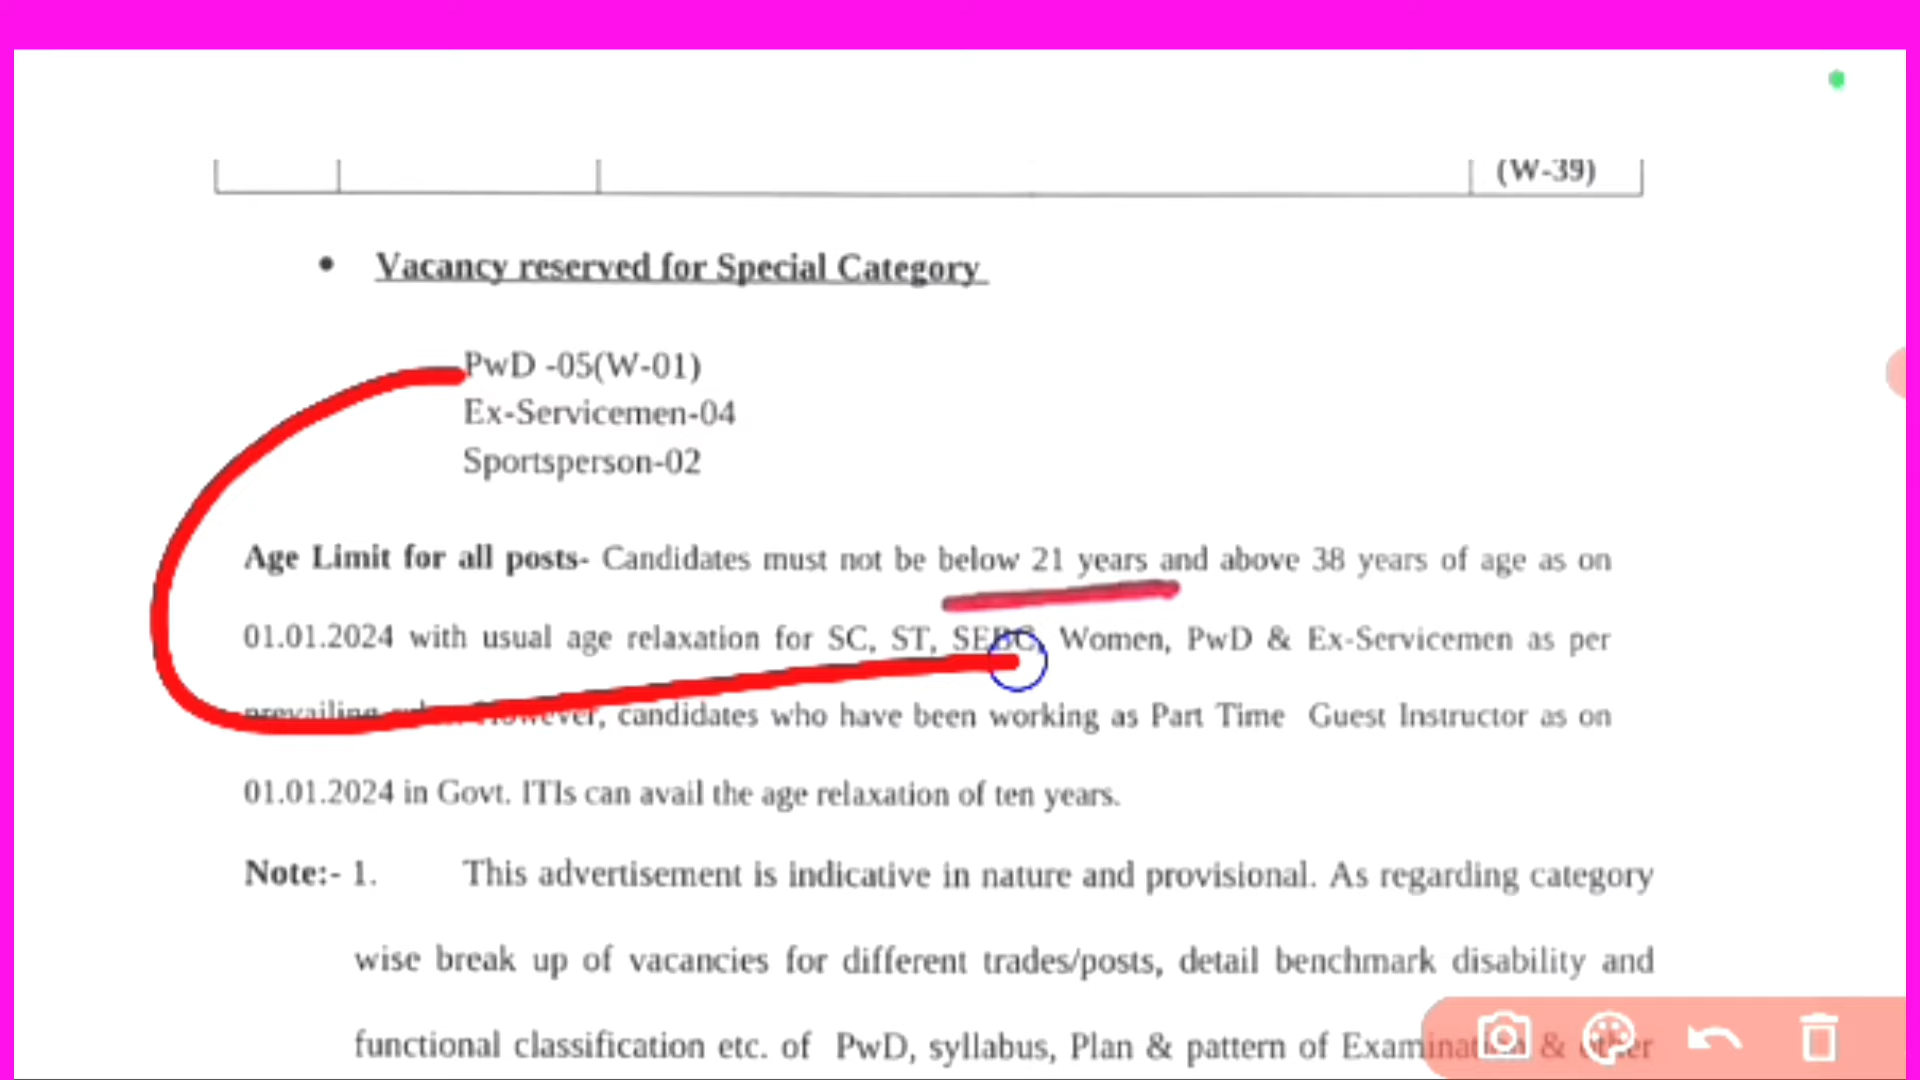 (W-39)
• Vacancy reserved for Special Category
PwD -05(W-01)
Ex-Servicemen-04
Sportsperson-02
Age Limit for all posts- Candidates must not be below 21 years and above 38 years of age as on
01.01.2024 with usual age relaxation for SC, ST, SEBC, Women, PwD & Ex-Servicemen as per
prevailing However, candidates who have been working as Part Time Guest Instructor as on
01.01.2024 in Govt. ITIs can avail the age relaxation of ten years.
Note:- 1. This advertisement is indicative in nature and provisional. As regarding category
wise break up of vacancies for different trades/posts, detail benchmark disability and
functional classification etc. of PwD, syllabus, Plan & pattern of Examination & other